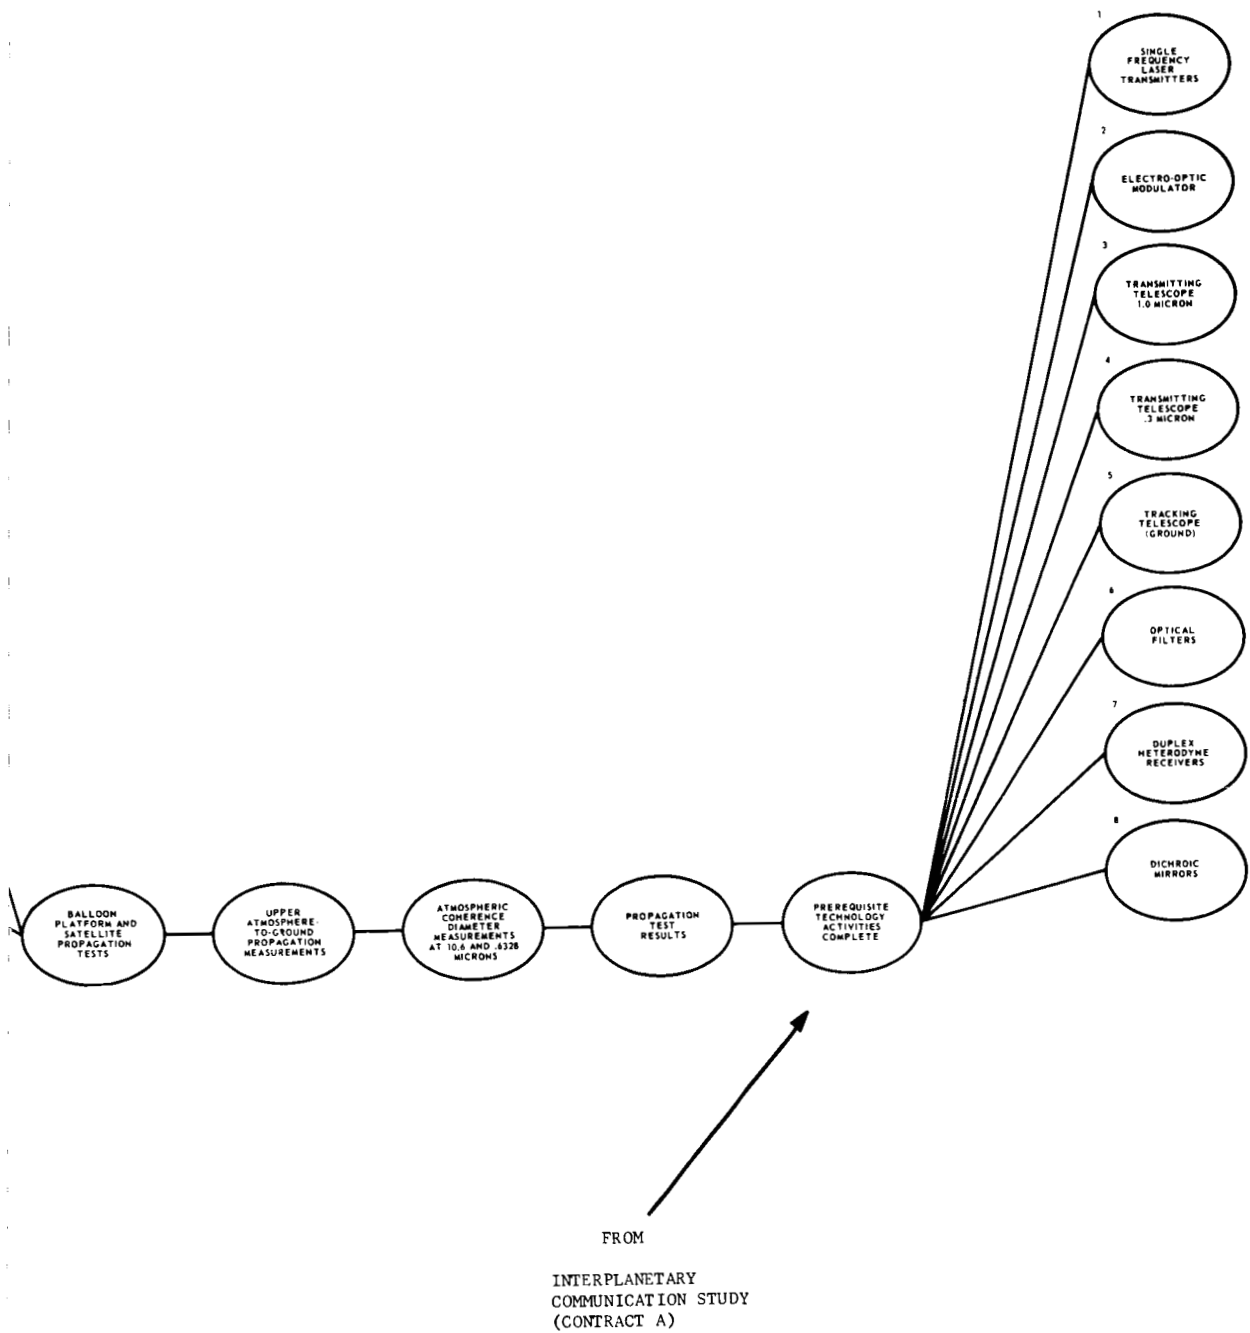 1
SINGLE
FREQUENCY
LASER
TRANSMITTERS
2
ELECTRO-OPTIC
MODULATOR
3
TRANSMITTING
TELESCOPE
1.0 MICRON
4
TRANSMITTING
TELESCOPE
.3 MICRON
5
TRACKING
TELESCOPE
(GROUND)
6
OPTICAL
FILTERS
7
DUPLEX
HETERODYNE
RECEIVERS
8
DICHROIC
MIRRORS
BALLOON
PLATFORM AND
SATELLITE
PROPAGATION
TESTS
UPPER
ATMOSPHERE-
TO-GROUND
PROPAGATION
MEASUREMENTS
ATMOSPHERIC
COHERENCE
DIAMETER
MEASUREMENTS
AT 10.6 AND .6328
MICRONS
PROPAGATION
TEST
RESULTS
PREREQUISITE
TECHNOLOGY
ACTIVITIES
COMPLETE
FROM
INTERPLANETARY
COMMUNICATION STUDY
(CONTRACT A)